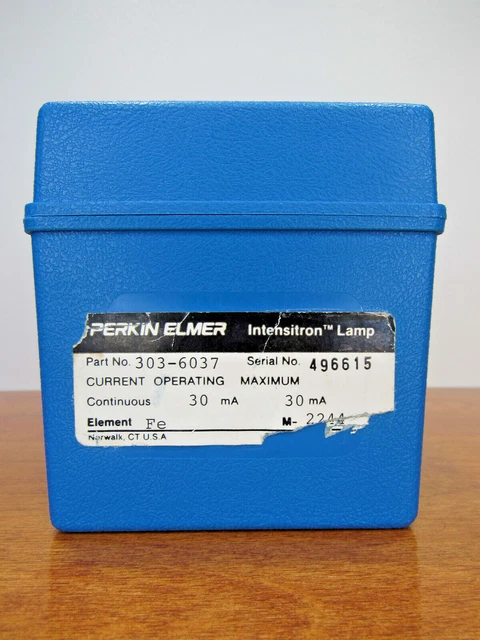 PERKIN ELMER Intensitron™ Lamp
Part No. 303-6037 Serial No. 496615
CURRENT OPERATING MAXIMUM
Continuous 30 mA 30 mA
Element Fe M- 2244
Norwalk, CT U.S.A